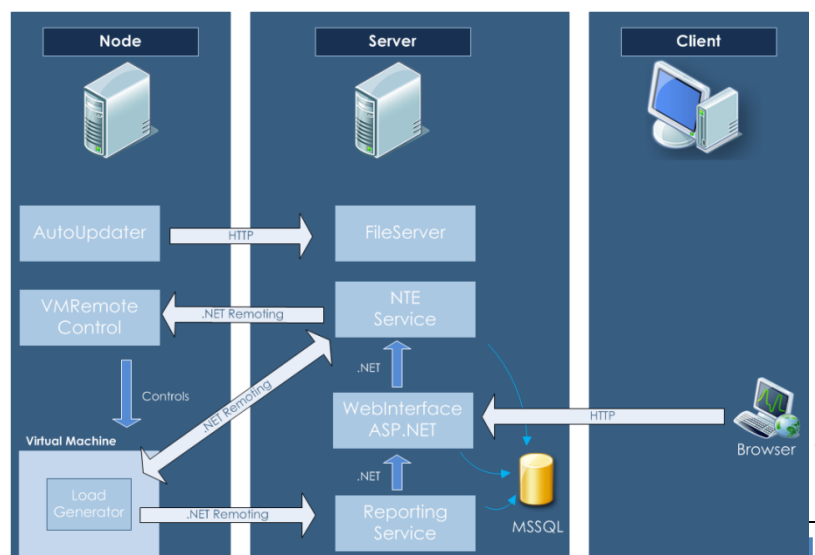 Node
Server
Client
AutoUpdater
HTTP
FileServer
VMRemote
Control
.NET Remoting
NTE
Service
Controls
.NET Remoting
.NET
WebInterface
ASP.NET
HTTP
Browser
Virtual Machine
Load
Generator
.NET Remoting
.NET
Reporting
Service
MSSQL